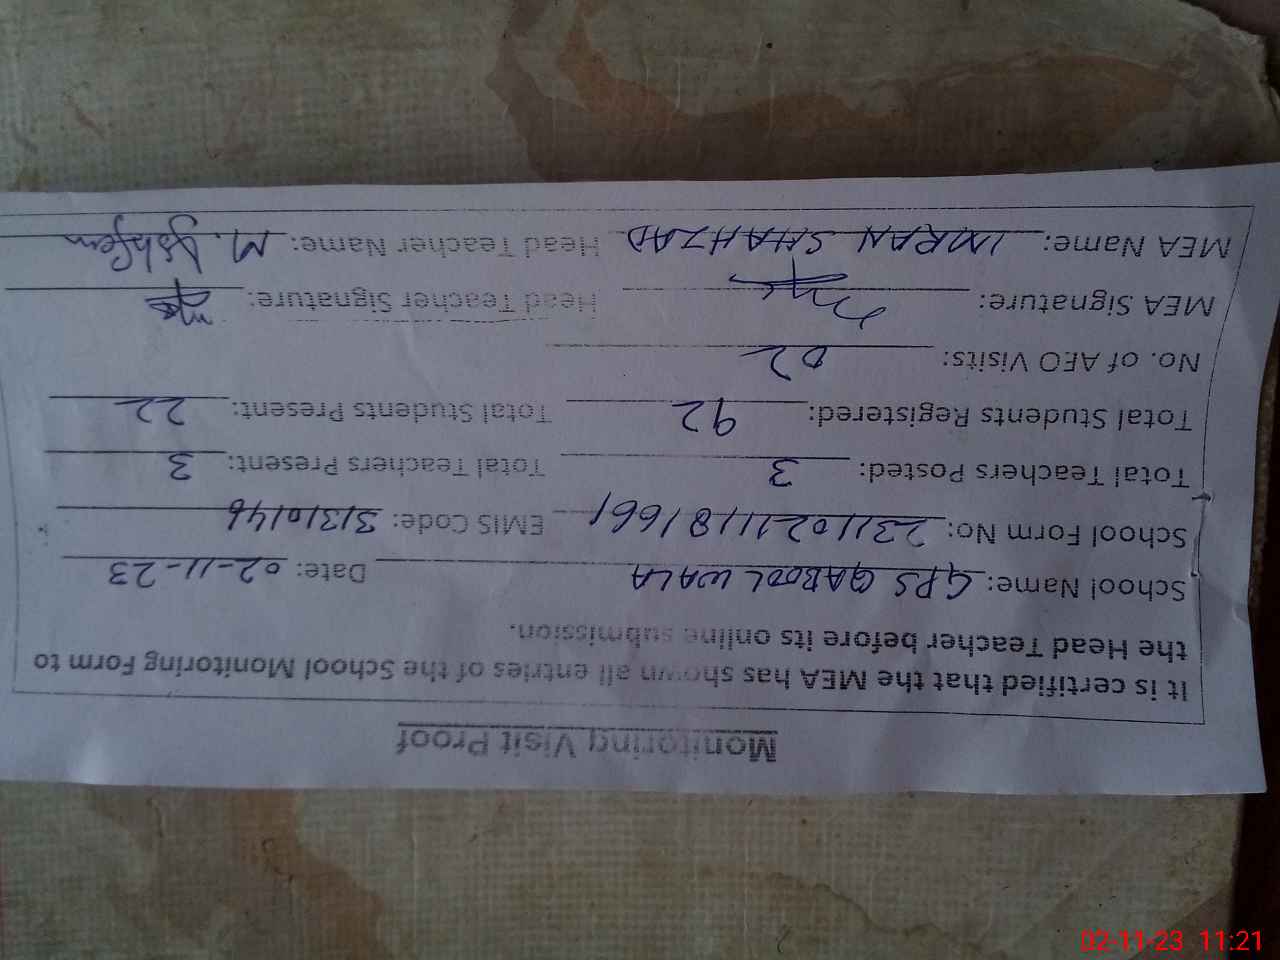 Monitoring Visit Proof
It is certified that the MEA has shown all entries of the School Monitoring Form to
the Head Teacher before its online submission.
School Name: GPS QABOOL WALA Date: 02-11-23
School Form No: 23110211181661 EMIS Code: 31310146
Total Teachers Posted: 3 Total Teachers Present: 3
Total Students Registered: 92 Total Students Present: 22
No. of AEO Visits: 02
MEA Signature: Head Teacher Signature:
MEA Name: IMRAN SHAHZAD Head Teacher Name: M.
02-11-23 11:21